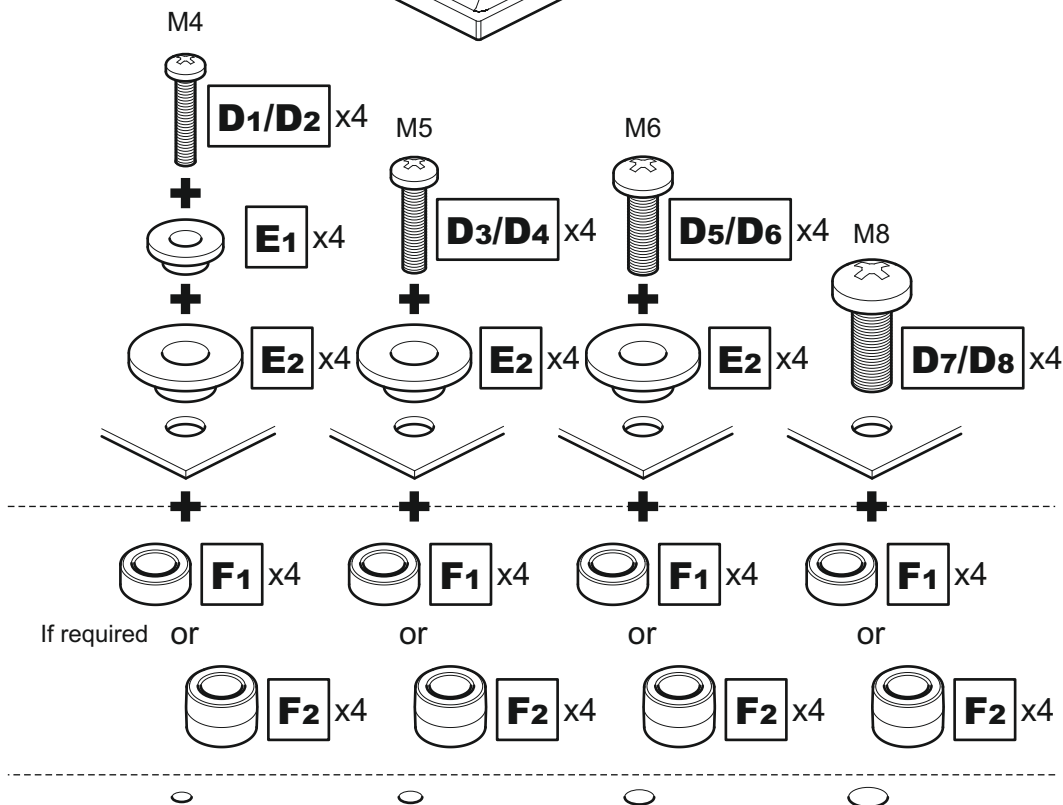 M4
D1/D2 x4
M5
M6
E1 x4
D3/D4 x4
D5/D6 x4
M8
E2 x4
E2 x4
E2 x4
D7/D8 x4
F1 x4
F1 x4
F1 x4
F1 x4
If required or
or
or
or
F2 x4
F2 x4
F2 x4
F2 x4